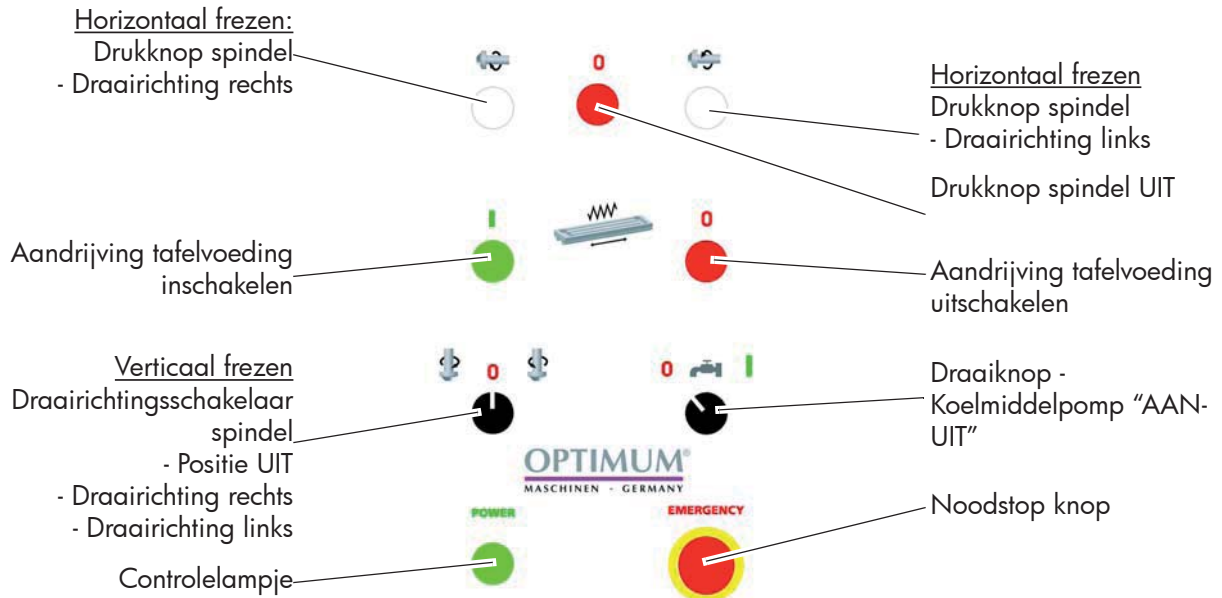 Horizontaal frezen:
Drukknop spindel
- Draairichting rechts
0
Horizontaal frezen
Drukknop spindel
- Draairichting links
Drukknop spindel UIT
Aandrijving tafelvoeding
inschakelen
I
0
Aandrijving tafelvoeding
uitschakelen
Verticaal frezen
Draairichtingsschakelaar
spindel
- Positie UIT
- Draairichting rechts
- Draairichting links
0
0 I
Draaiknop -
Koelmiddelpomp “AAN-
UIT”
OPTIMUM®
MASCHINEN - GERMANY
POWER
EMERGENCY
Noodstop knop
Controlelampje